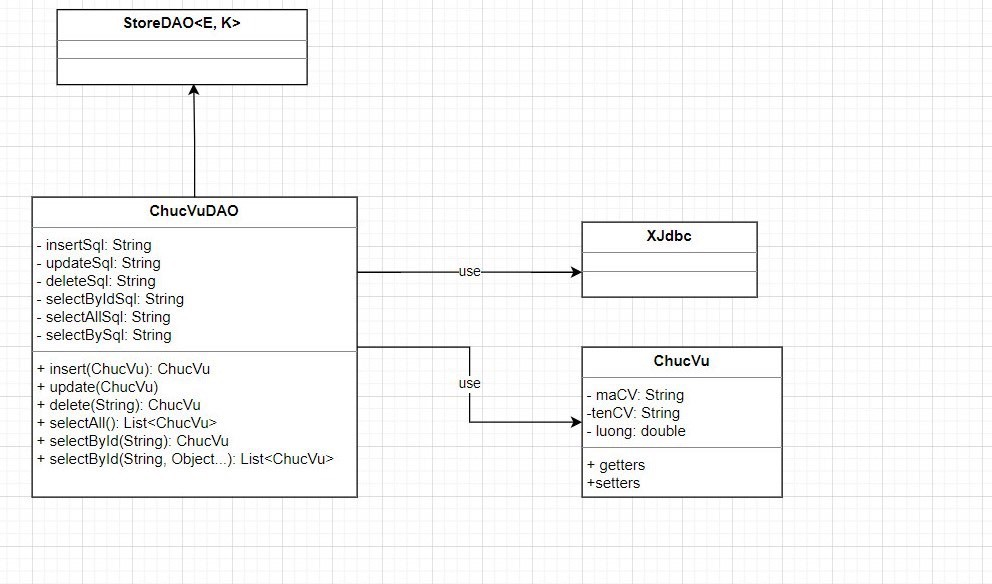 StoreDAO<E, K>
ChucVuDAO
- insertSql: String
- updateSql: String
- deleteSql: String
- selectByIdSql: String
- selectAllSql: String
- selectBySql: String
+ insert(ChucVu): ChucVu
+ update(ChucVu)
+ delete(String): ChucVu
+ selectAll(): List<ChucVu>
+ selectById(String): ChucVu
+ selectById(String, Object...): List<ChucVu>
use
XJdbc
use
ChucVu
- maCV: String
-tenCV: String
- luong: double
+ getters
+setters